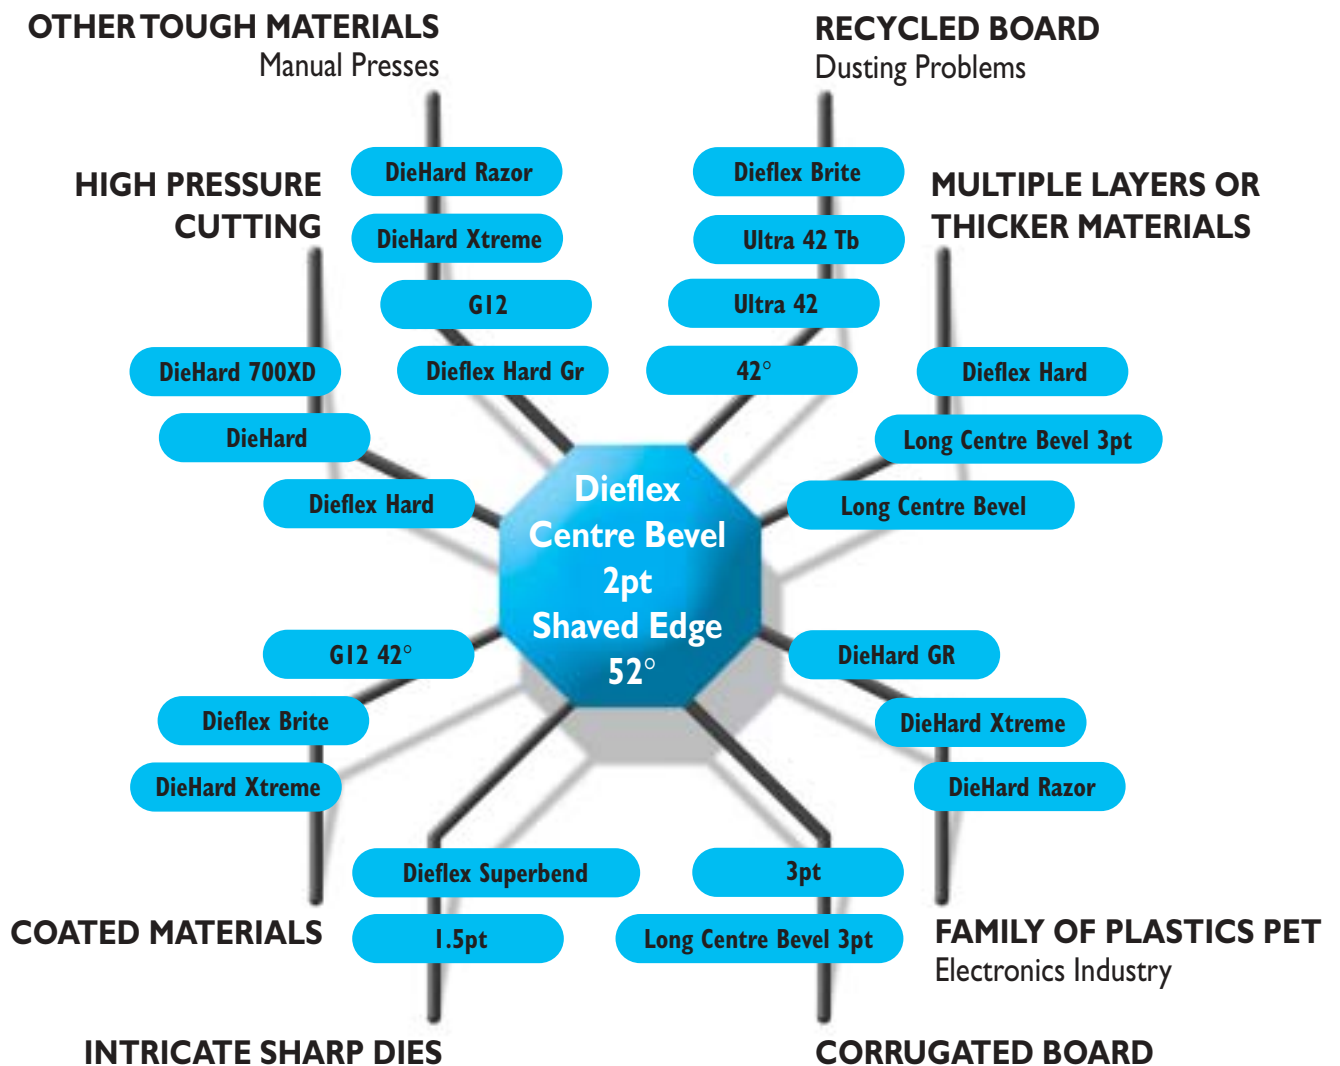 OTHER TOUGH MATERIALS
Manual Presses
RECYCLED BOARD
Dusting Problems
HIGH PRESSURE
CUTTING
MULTIPLE LAYERS OR
THICKER MATERIALS
DieHard Razor
DieHard Xtreme
G12
Dieflex Hard Gr
Dieflex Brite
Ultra 42 Tb
Ultra 42
42°
DieHard 700XD
DieHard
Dieflex Hard
Dieflex Hard
Long Centre Bevel 3pt
Long Centre Bevel
Dieflex
Centre Bevel
2pt
Shaved Edge
52°
G12 42°
Dieflex Brite
DieHard Xtreme
DieHard GR
DieHard Xtreme
DieHard Razor
Dieflex Superbend
1.5pt
3pt
Long Centre Bevel 3pt
COATED MATERIALS
FAMILY OF PLASTICS PET
Electronics Industry
INTRICATE SHARP DIES
CORRUGATED BOARD